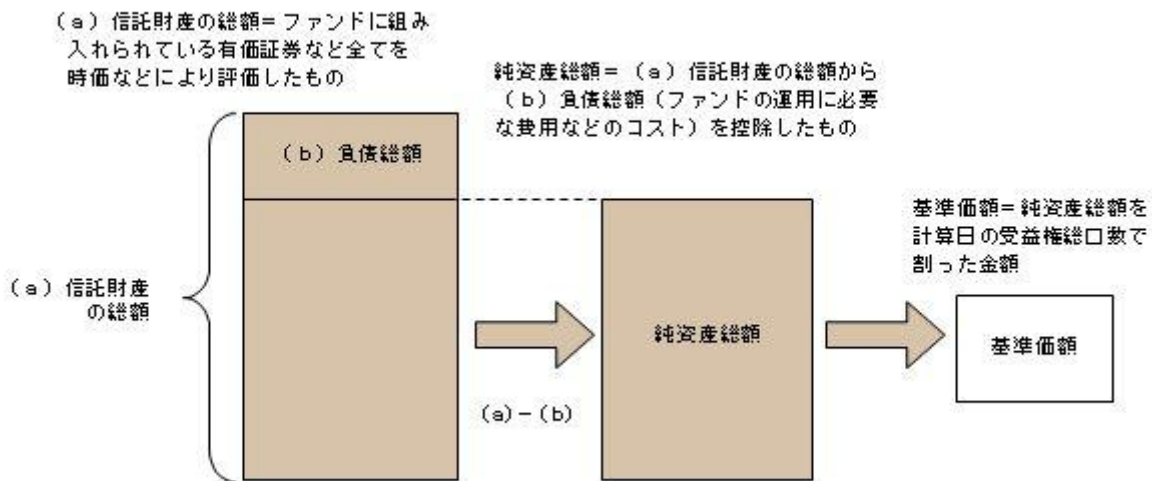 （a）信託財産の総額＝ファンドに組み
入れられている有価証券など全てを
時価などにより評価したもの
純資産総額＝（a）信託財産の総額から
（b）負債総額（ファンドの運用に必要
な費用などのコスト）を控除したもの
（b）負債総額
基準価額＝純資産総額を
計算日の受益権総口数で
割った金額
（a）信託財産
の総額
純資産総額
基準価額
（a）－（b）